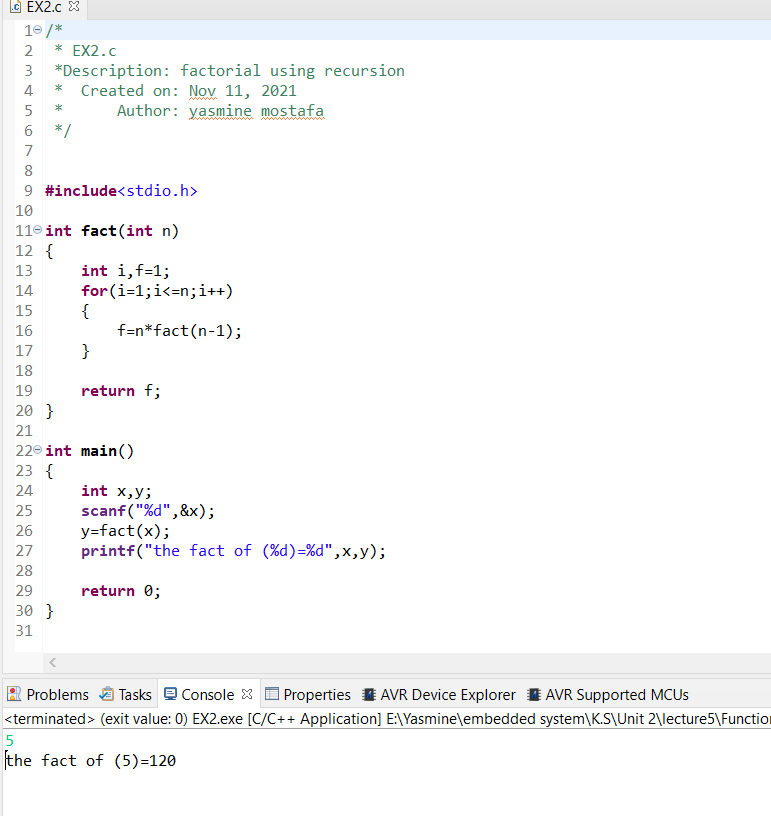 EX2.c
1 /*
2  * EX2.c
3  *Description: factorial using recursion
4  *  Created on: Nov 11, 2021
5  *      Author: yasmine mostafa
6  */
7
8
9 #include<stdio.h>
10
11 int fact(int n)
12 {
13     int i,f=1;
14     for(i=1;i<=n;i++)
15     {
16         f=n*fact(n-1);
17     }
18
19     return f;
20 }
21
22 int main()
23 {
24     int x,y;
25     scanf("%d",&x);
26     y=fact(x);
27     printf("the fact of (%d)=%d",x,y);
28
29     return 0;
30 }
31
Problems Tasks Console Properties AVR Device Explorer AVR Supported MCUs
<terminated> (exit value: 0) EX2.exe [C/C++ Application] E:\Yasmine\embedded system\K.S\Unit 2\lecture5\Function
5
the fact of (5)=120